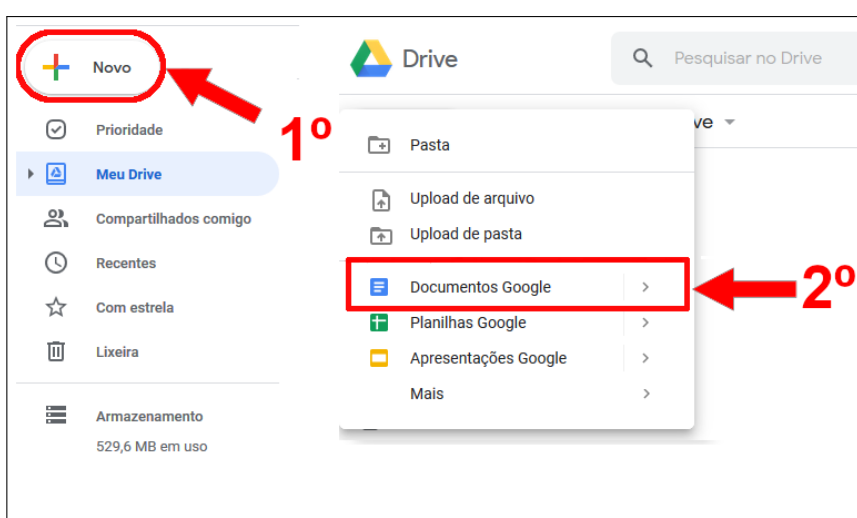 Novo
Prioridade
Meu Drive
Compartilhados comigo
Recentes
Com estrela
Lixeira
Armazenamento
529,6 MB em uso
1º
Drive
Pesquisar no Drive
ve
Pasta
Upload de arquivo
Upload de pasta
Documentos Google
Planilhas Google
Apresentações Google
Mais
2º